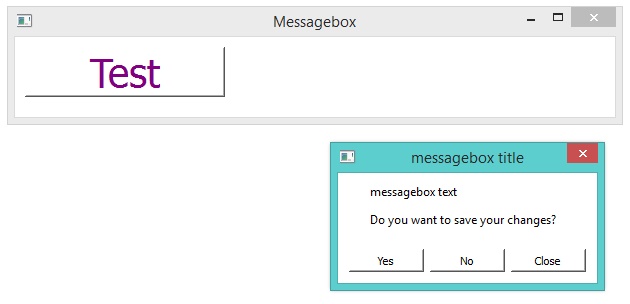 Messagebox
Test
messagebox title
messagebox text
Do you want to save your changes?
Yes No Close